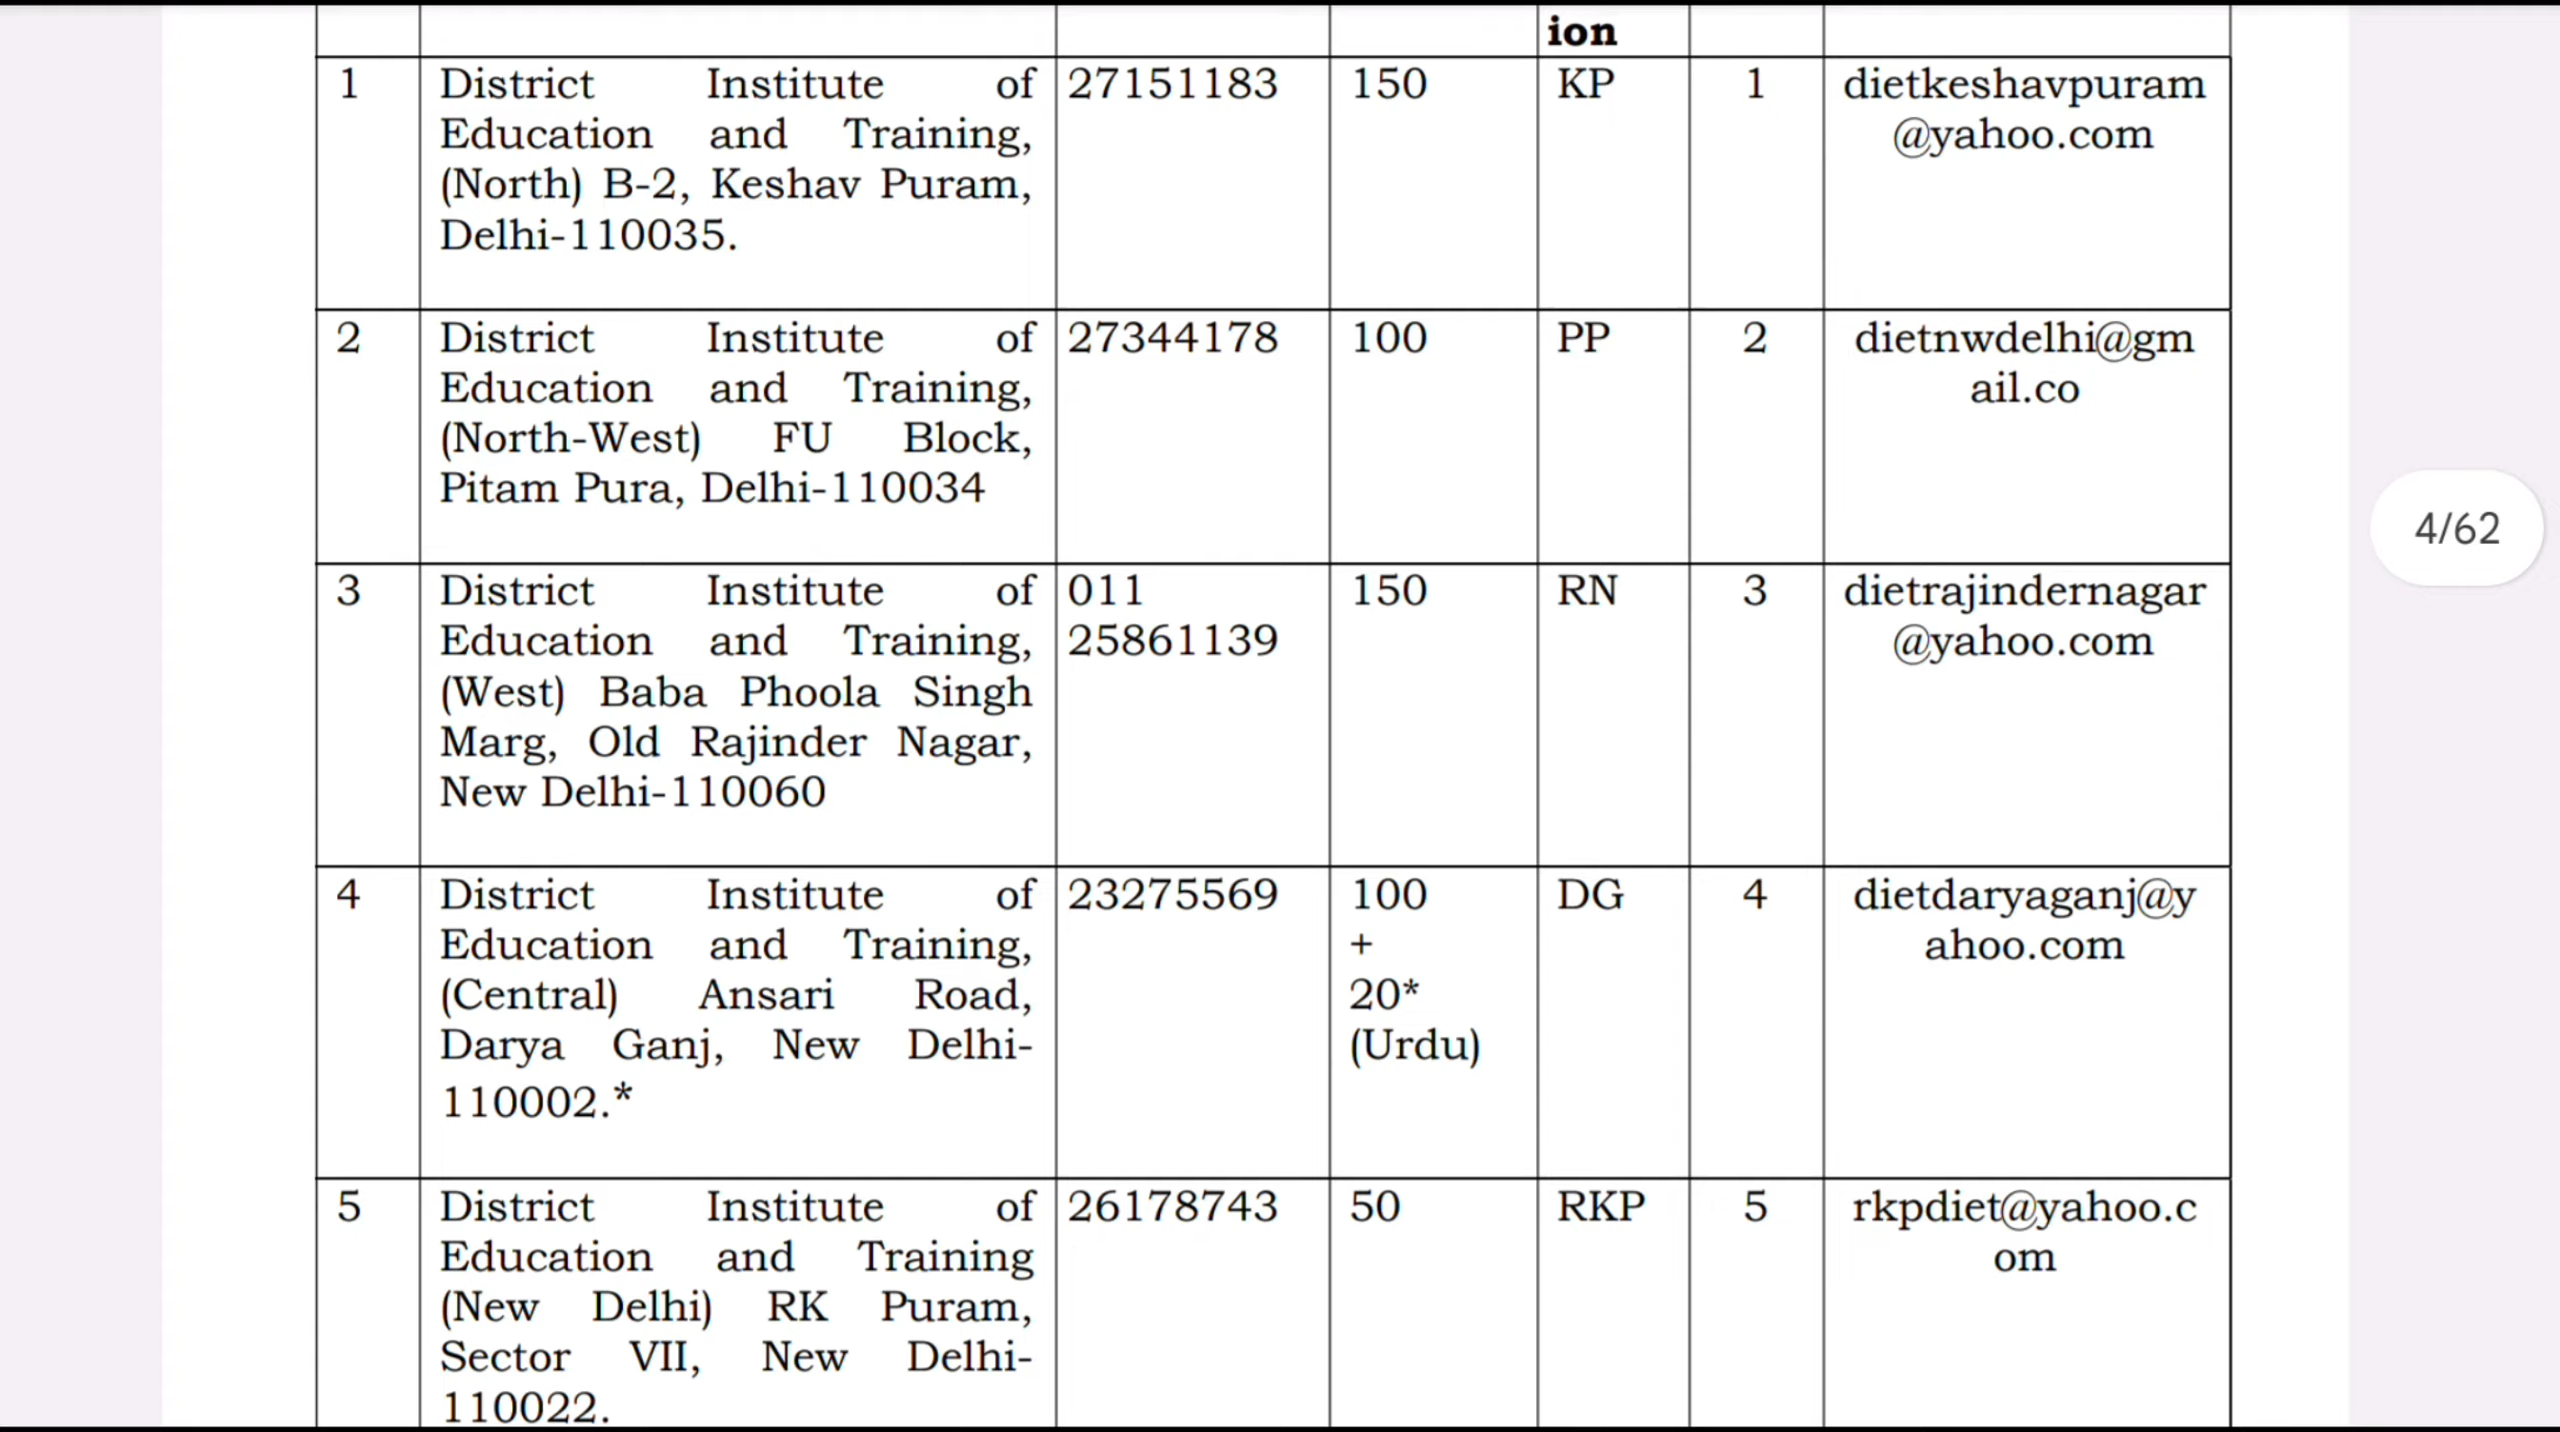 ion
1 District Institute of 27151183 150 KP 1 dietkeshavpuram
Education and Training, @yahoo.com
(North) B-2, Keshav Puram,
Delhi-110035.
2 District Institute of 27344178 100 PP 2 dietnwdelhi@gm
Education and Training, ail.co
(North-West) FU Block,
Pitam Pura, Delhi-110034
3 District Institute of 011 150 RN 3 dietrajindernagar
Education and Training, 25861139 @yahoo.com
(West) Baba Phoola Singh
Marg, Old Rajinder Nagar,
New Delhi-110060
4 District Institute of 23275569 100 DG 4 dietdaryaganj@y
Education and Training, + ahoo.com
(Central) Ansari Road, 20*
Darya Ganj, New Delhi- (Urdu)
110002.*
5 District Institute of 26178743 50 RKP 5 rkpdiet@yahoo.c
Education and Training om
(New Delhi) RK Puram,
Sector VII, New Delhi-
110022.
4/62